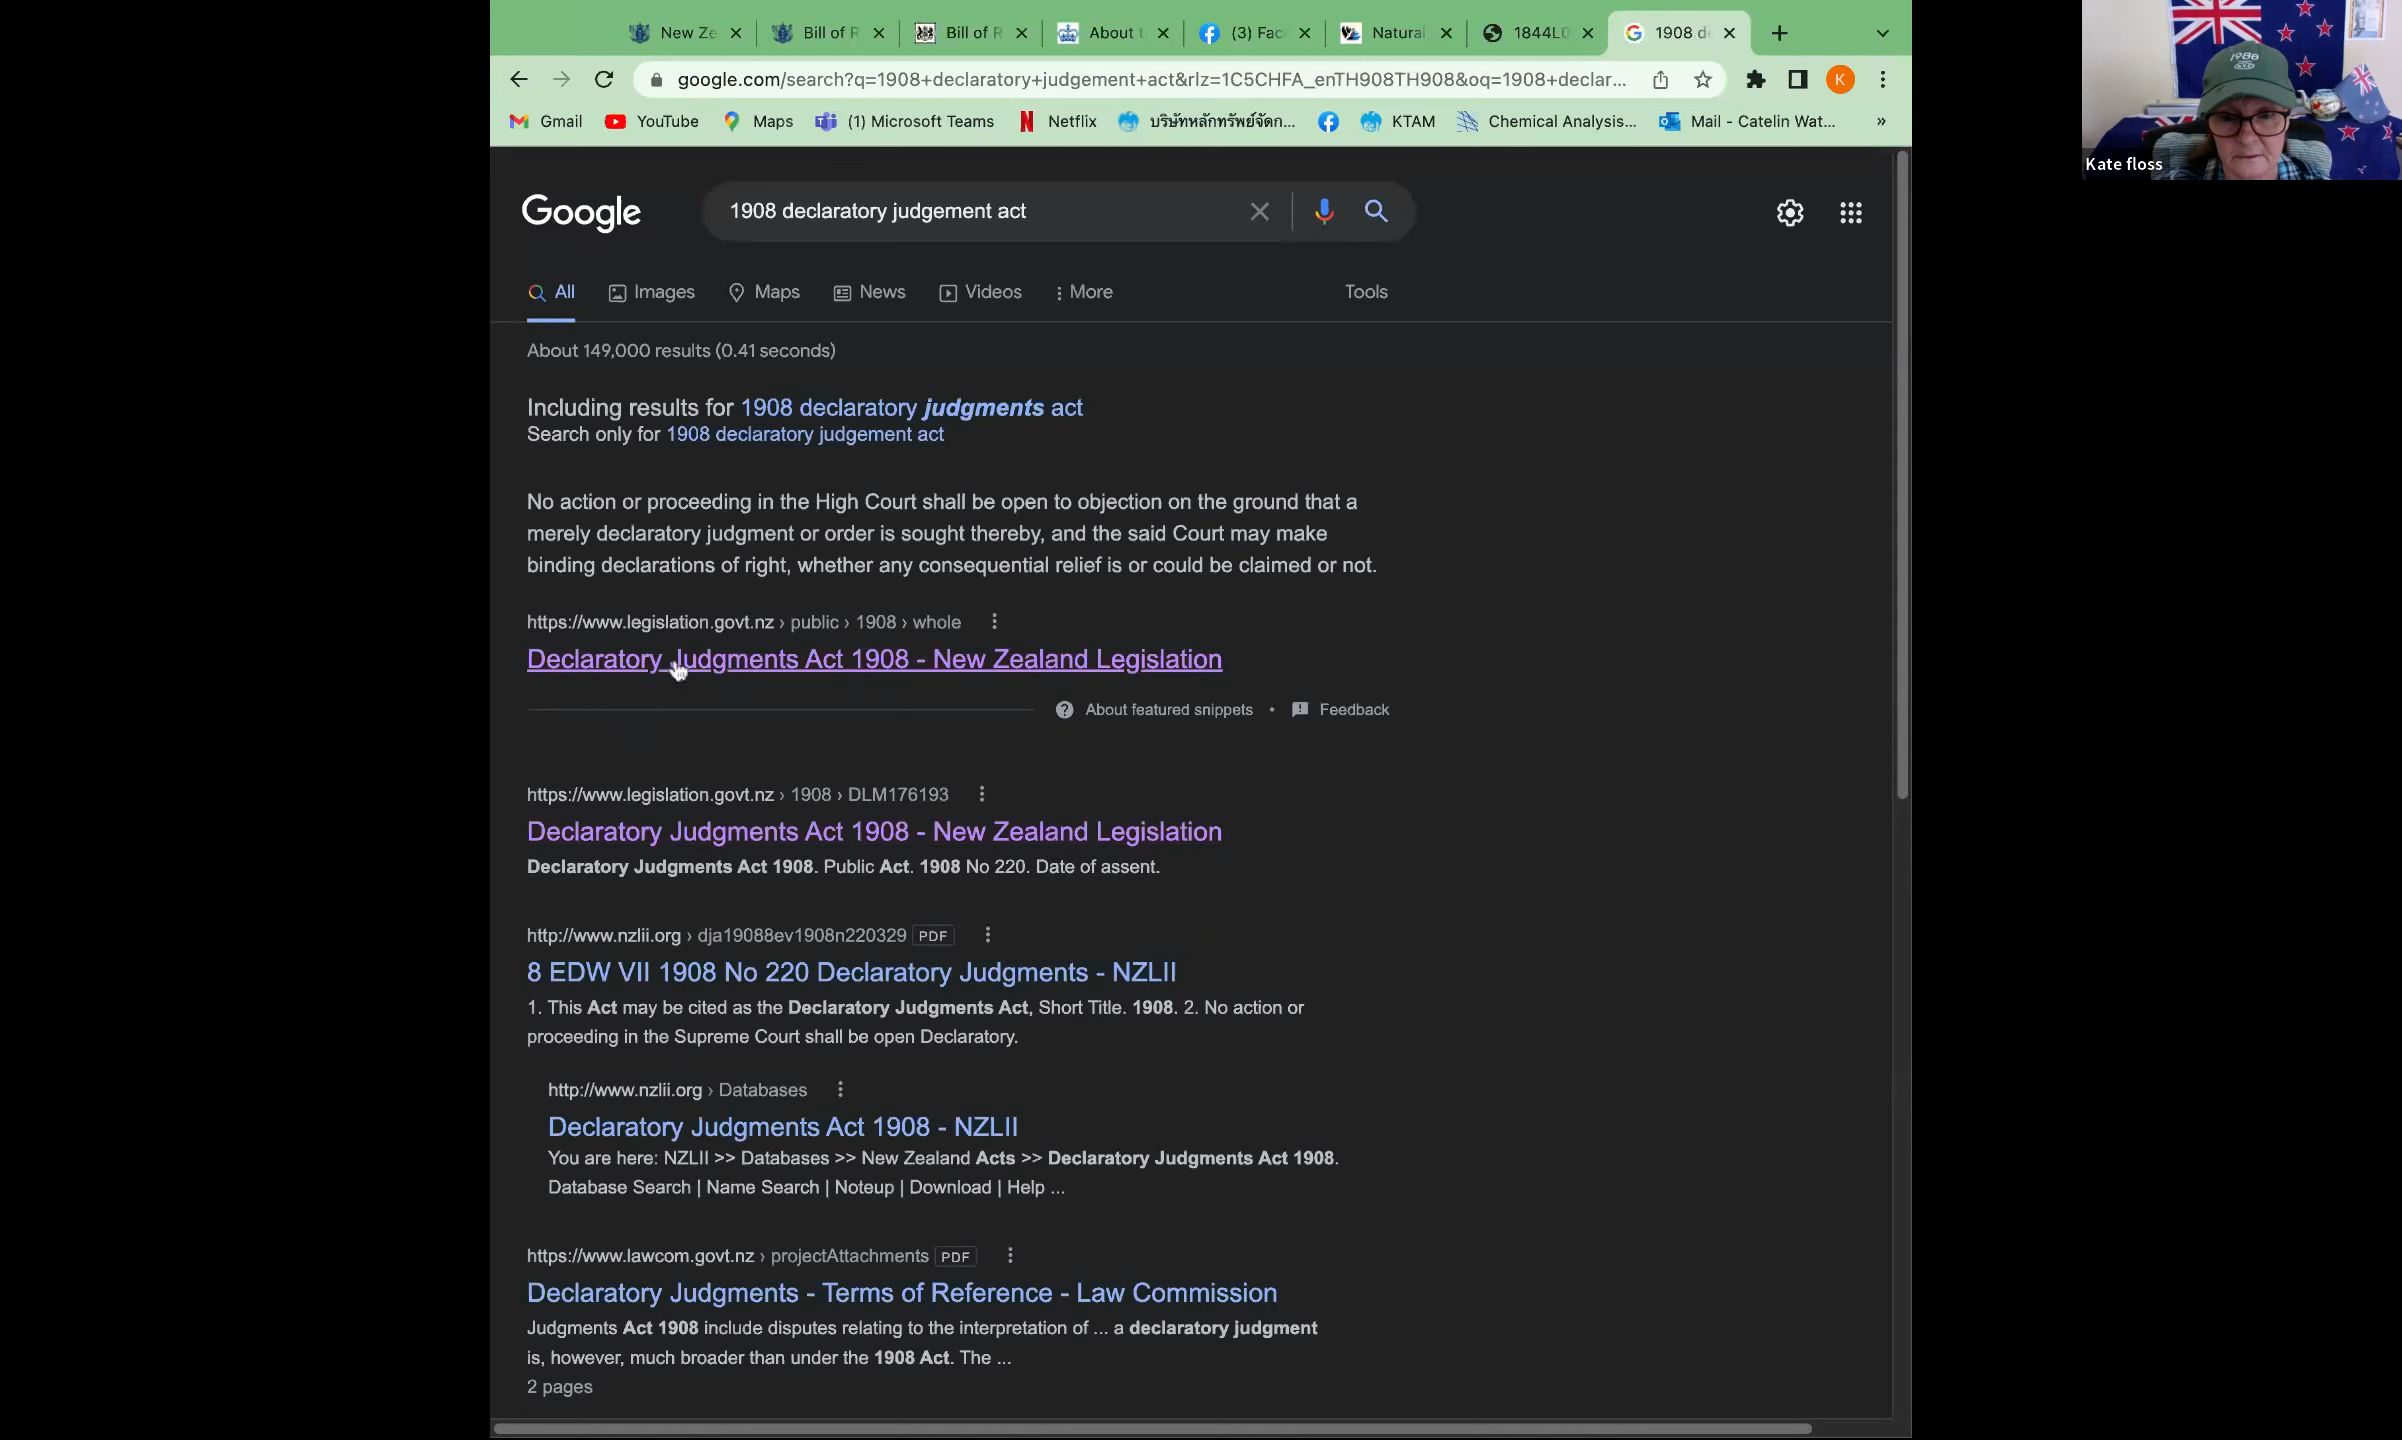 New Ze
Bill of R
Bill of R
About U
(3) Fac
Natural
1844L0
1908 d
google.com/search?q=1908+declaratory+judgement+act&rlz=1C5CHFA_enTH908TH908&oq=1908+declar...
K
Gmail
YouTube
Maps
(1) Microsoft Teams
Netflix
บริษัทหลักทรัพย์จัดก...
KTAM
Chemical Analysis...
Mail - Catelin Wat...
»
1988
Kate floss
Google
1908 declaratory judgement act
All
Images
Maps
News
Videos
More
Tools
About 149,000 results (0.41 seconds)
Including results for 1908 declaratory judgments act
Search only for 1908 declaratory judgement act
No action or proceeding in the High Court shall be open to objection on the ground that a
merely declaratory judgment or order is sought thereby, and the said Court may make
binding declarations of right, whether any consequential relief is or could be claimed or not.
https://www.legislation.govt.nz › public › 1908 › whole
Declaratory Judgments Act 1908 - New Zealand Legislation
About featured snippets • Feedback
https://www.legislation.govt.nz › 1908 › DLM176193
Declaratory Judgments Act 1908 - New Zealand Legislation
Declaratory Judgments Act 1908. Public Act. 1908 No 220. Date of assent.
http://www.nzlii.org › dja19088ev1908n220329 PDF
8 EDW VII 1908 No 220 Declaratory Judgments - NZLII
1. This Act may be cited as the Declaratory Judgments Act, Short Title. 1908. 2. No action or
proceeding in the Supreme Court shall be open Declaratory.
http://www.nzlii.org › Databases
Declaratory Judgments Act 1908 - NZLII
You are here: NZLII >> Databases >> New Zealand Acts >> Declaratory Judgments Act 1908.
Database Search | Name Search | Noteup | Download | Help ...
https://www.lawcom.govt.nz › projectAttachments PDF
Declaratory Judgments - Terms of Reference - Law Commission
Judgments Act 1908 include disputes relating to the interpretation of ... a declaratory judgment
is, however, much broader than under the 1908 Act. The ...
2 pages